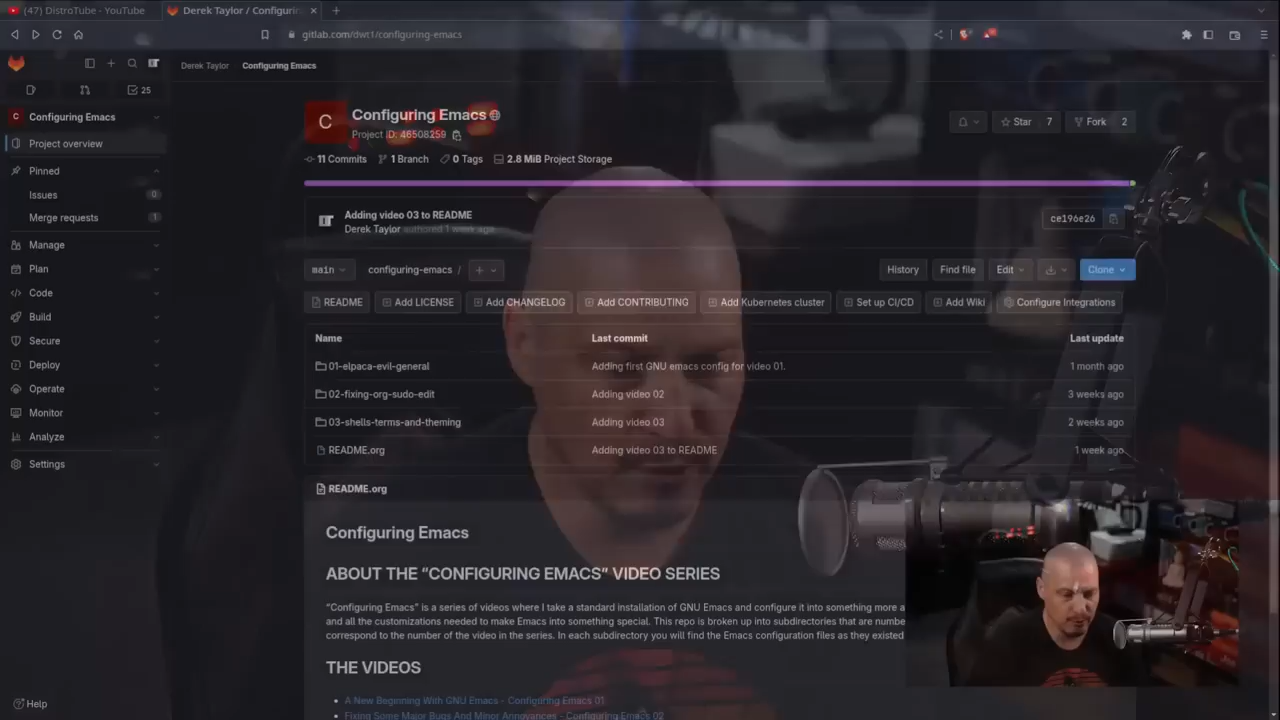 (47) DistroTube - YouTube
Derek Taylor / Configurin
gitlab.com/dwt1/configuring-emacs
25
Derek Taylor
Configuring Emacs
C Configuring Emacs
Project overview
Pinned
Issues 0
Merge requests 1
Manage
Plan
Code
Build
Secure
Deploy
Operate
Monitor
Analyze
Settings
Help
C
Configuring Emacs
Project ID: 46508259
Star 7
Fork 2
11 Commits 1 Branch 0 Tags 2.8 MiB Project Storage
Adding video 03 to README
Derek Taylor authored 1 week ago
ce196e26
main
configuring-emacs /
+
History
Find file
Edit
Clone
README
Add LICENSE
Add CHANGELOG
Add CONTRIBUTING
Add Kubernetes cluster
Set up CI/CD
Add Wiki
Configure Integrations
Name Last commit Last update
01-elpaca-evil-general Adding first GNU emacs config for video 01. 1 month ago
02-fixing-org-sudo-edit Adding video 02 3 weeks ago
03-shells-terms-and-theming Adding video 03 2 weeks ago
README.org Adding video 03 to README 1 week ago
README.org
Configuring Emacs
ABOUT THE “CONFIGURING EMACS” VIDEO SERIES
“Configuring Emacs” is a series of videos where I take a standard installation of GNU Emacs and configure it into something more a
and all the customizations needed to make Emacs into something special. This repo is broken up into subdirectories that are numbe
correspond to the number of the video in the series. In each subdirectory you will find the Emacs configuration files as they existed
THE VIDEOS
A New Beginning With GNU Emacs - Configuring Emacs 01
Fixing Some Major Bugs And Minor Annoyances - Configuring Emacs 02